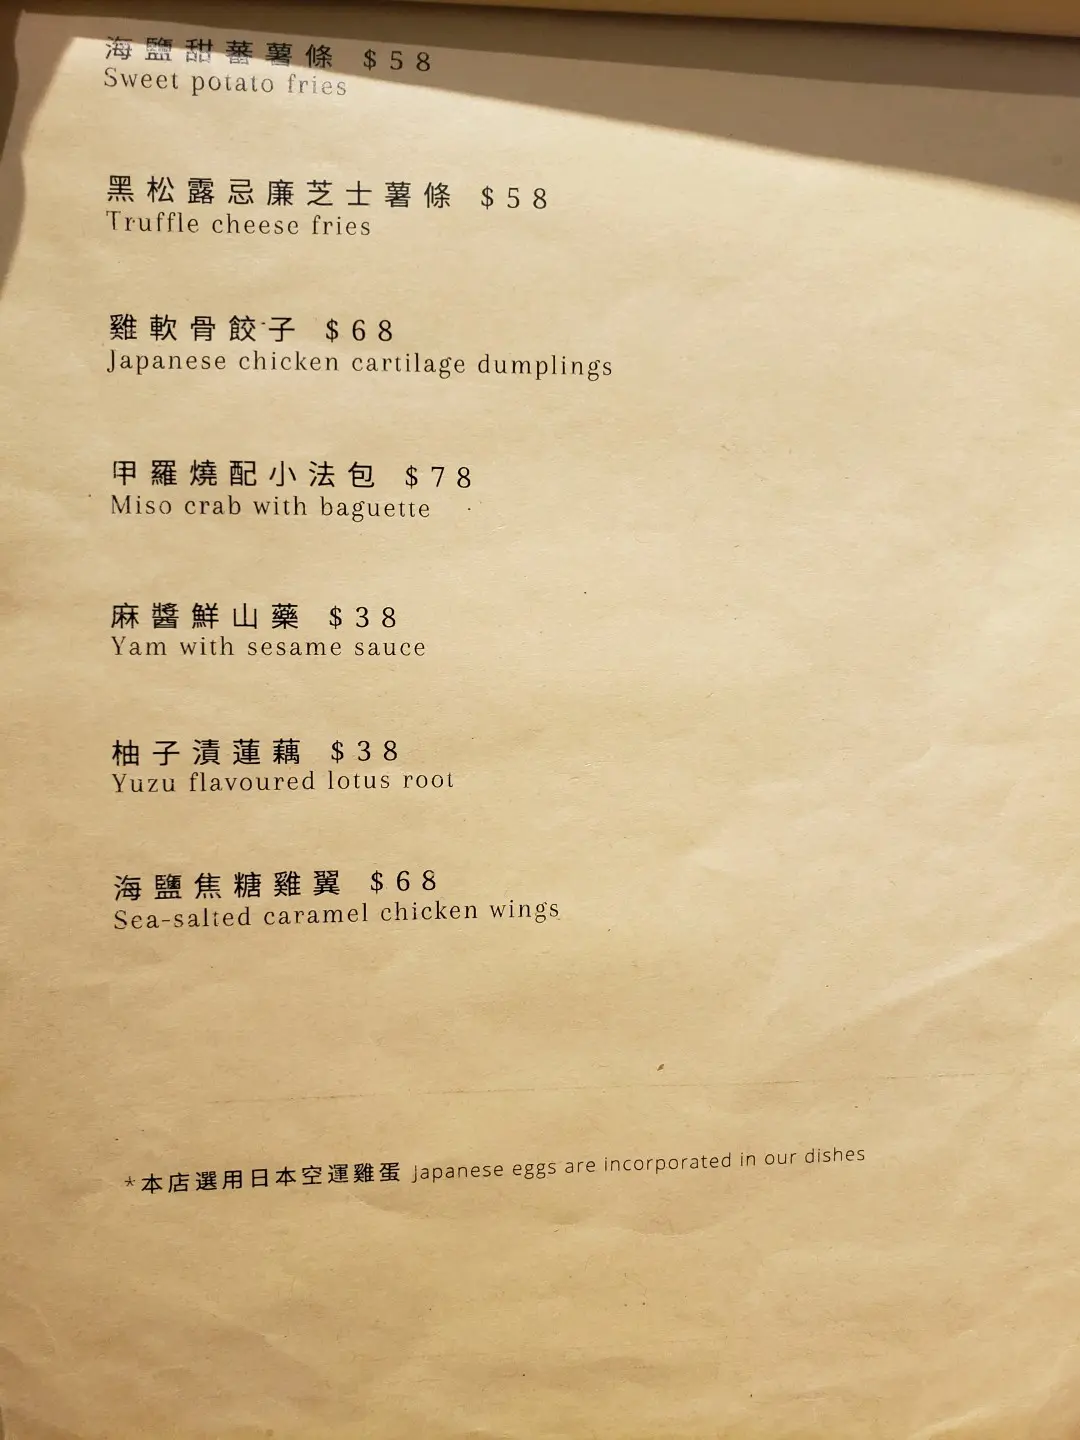 海鹽甜蕃薯條 $58
Sweet potato fries
黑松露忌廉芝士薯條 $58
Truffle cheese fries
雞軟骨餃子 $68
Japanese chicken cartilage dumplings
甲羅燒配小法包 $78
Miso crab with baguette
麻醬鮮山藥 $38
Yam with sesame sauce
柚子漬蓮藕 $38
Yuzu flavoured lotus root
海鹽焦糖雞翼 $68
Sea-salted caramel chicken wings
*本店選用日本空運雞蛋 Japanese eggs are incorporated in our dishes